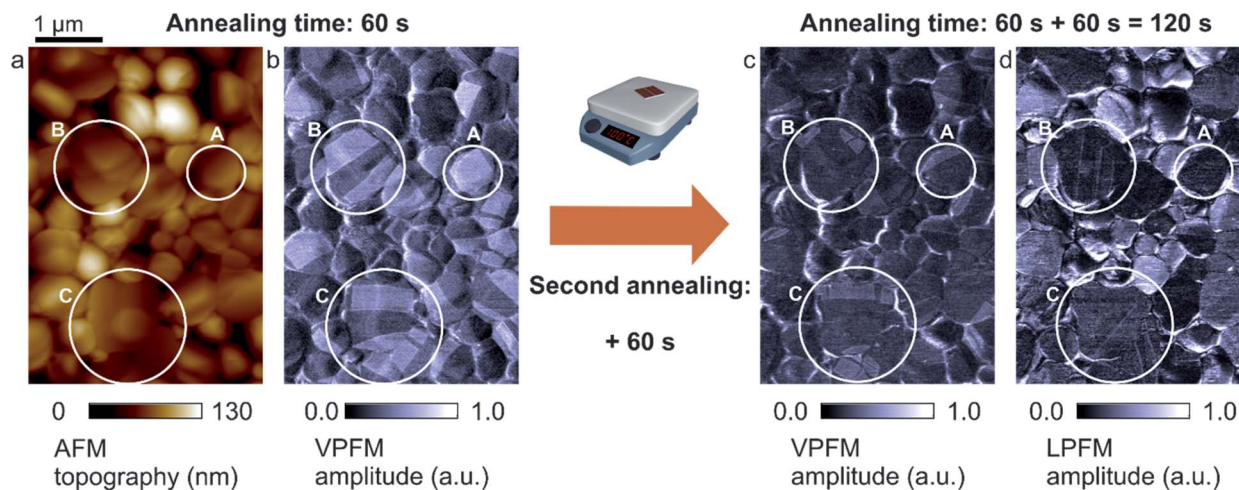 Annealing time: 60 s
Annealing time: 60 s + 60 s = 120 s
1 µm
a
b
c
d
B
A
C
B
A
C
B
A
C
B
A
C
100°C
Second annealing:
+ 60 s
0 130
AFM
topography (nm)
0.0 1.0
VPFM
amplitude (a.u.)
0.0 1.0
VPFM
amplitude (a.u.)
0.0 1.0
LPFM
amplitude (a.u.)